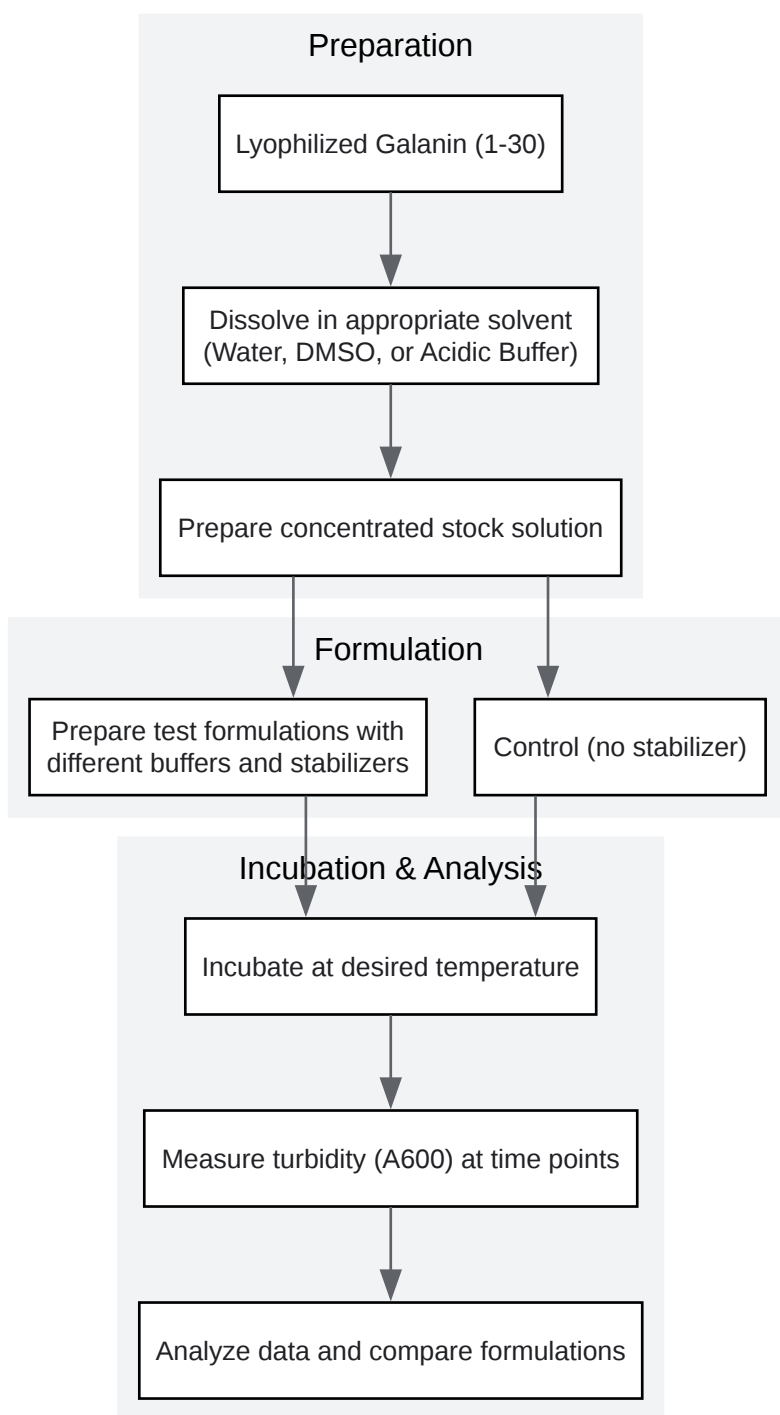 Preparation
Lyophilized Galanin (1-30)
Dissolve in appropriate solvent
(Water, DMSO, or Acidic Buffer)
Prepare concentrated stock solution
Formulation
Prepare test formulations with
different buffers and stabilizers
Control (no stabilizer)
Incubation & Analysis
Incubate at desired temperature
Measure turbidity (A600) at time points
Analyze data and compare formulations